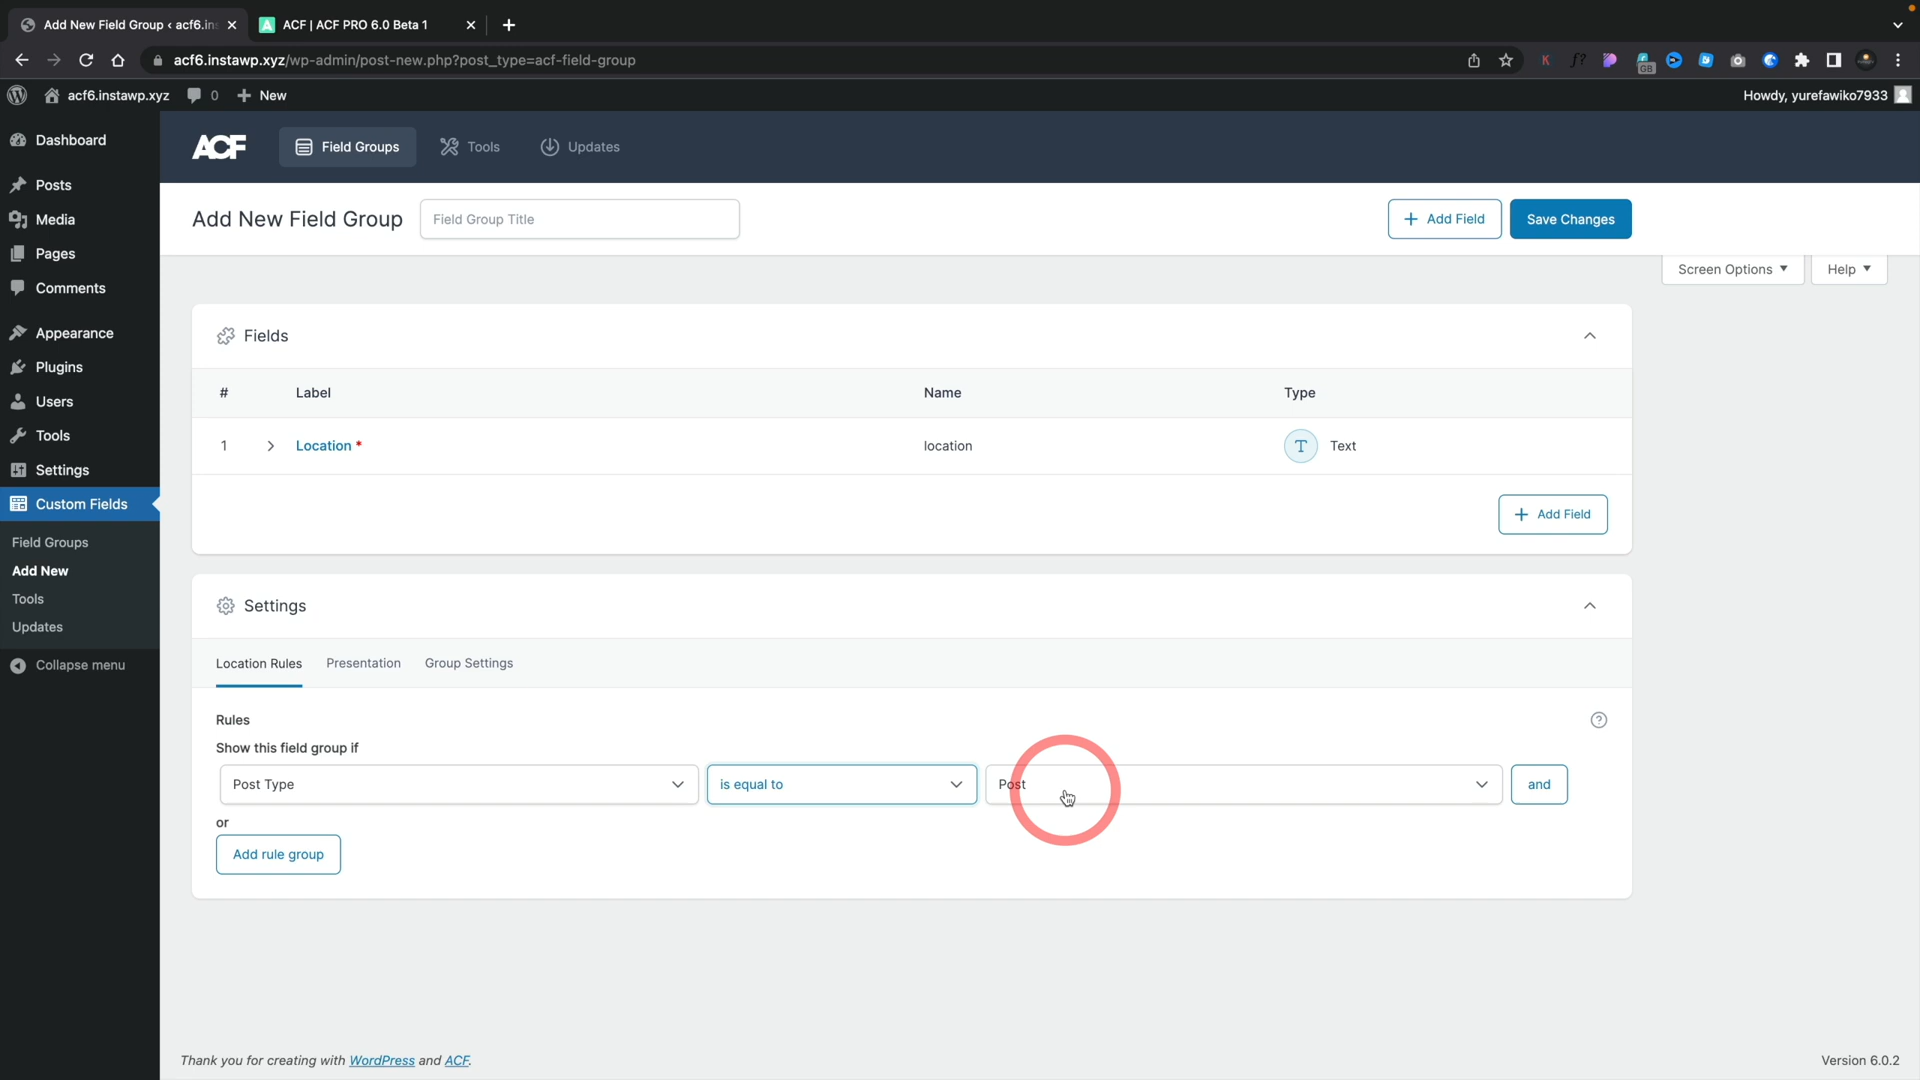 Add New Field Group ‹ acf6.in
ACF | ACF PRO 6.0 Beta 1
acf6.instawp.xyz/wp-admin/post-new.php?post_type=acf-field-group
GB
acf6.instawp.xyz
0
New
Howdy, yurefawiko7933
Dashboard
Posts
Media
Pages
Comments
Appearance
Plugins
Users
Tools
Settings
Custom Fields
Field Groups
Add New
Tools
Updates
Collapse menu
ACF
Field Groups
Tools
Updates
Add New Field Group
Field Group Title
+ Add Field
Save Changes
Screen Options
Help
Fields
# Label Name Type
1 Location * location T Text
+ Add Field
Settings
Location Rules
Presentation
Group Settings
Rules
Show this field group if
Post Type
is equal to
Post
and
or
Add rule group
Thank you for creating with WordPress and ACF.
Version 6.0.2